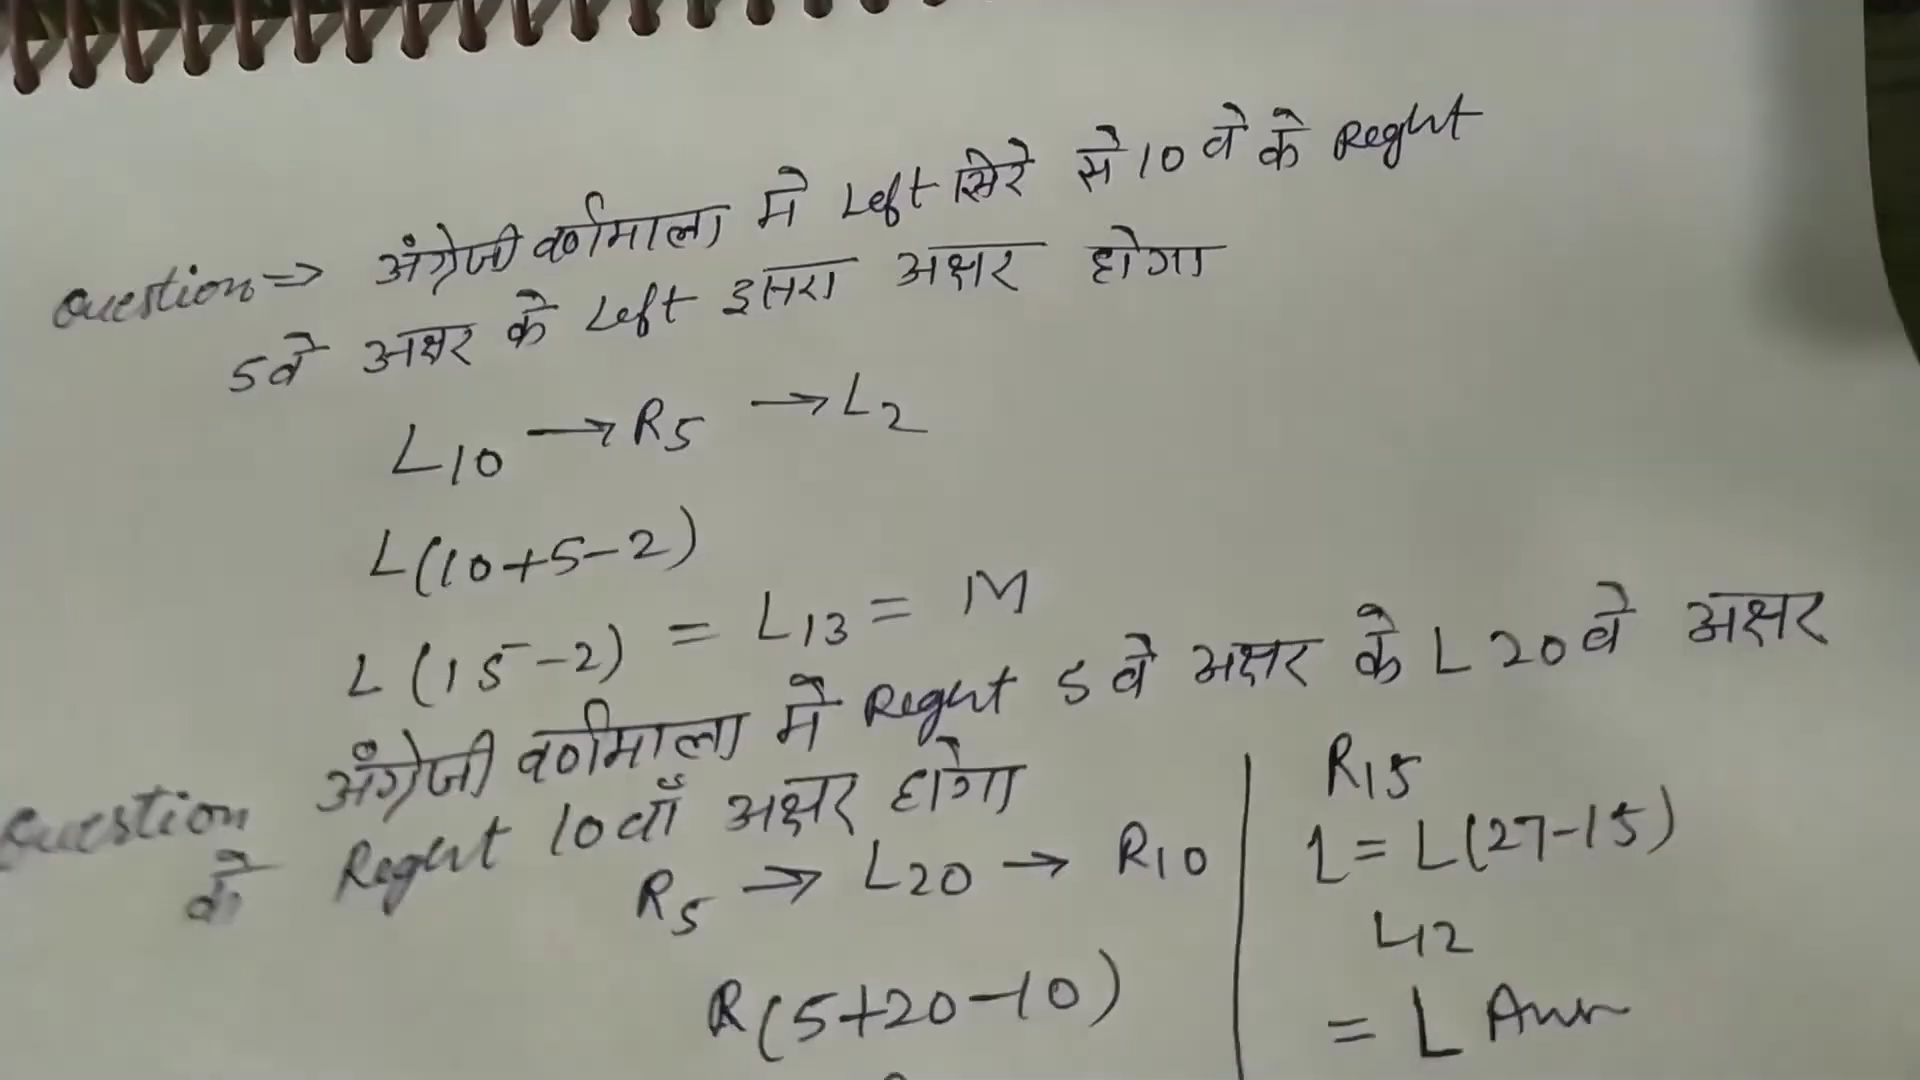 Question => अंग्रेजी वर्णमाला मे Left सिरे से 10 वे के Reght
5वे अक्षर के Left दुसरा अक्षर होगा
L10 → R5 → L2
L(10+5-2)
L(15-2) = L13 = M
Question अंग्रेजी वर्णमाला मे Reght 5 वे अक्षर के L 20 वे अक्षर
के Reght 10 वाँ अक्षर होगा
R5 → L20 → R10
R(5+20-10)
R15
L = L(27-15)
L12
= L Ans